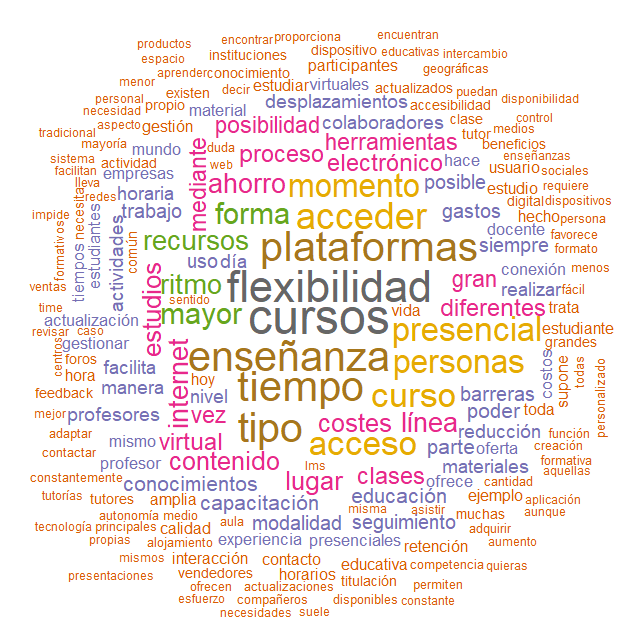 encontrar proporciona encuentran
productos instituciones dispositivo educativas intercambio
espacio participantes geográficas
aprender conocimiento
menor existen decir estudiar virtuales actualizados puedan disponibilidad
personal propio material desplazamientos accesibilidad
necesidad clase control
aspecto gestión posibilidad colaboradores tutor medios
tradicional mayoría mundo mediante duda proceso herramientas hace beneficios enseñanzas
sistema actividad web electrónico usuario sociales
facilitan empresas ahorro momento posible estudio requiere
lleva horaria
necesita redes trabajo forma acceder gastos digital dispositivos
impide estudiantes hecho persona
formativos tiempos actividades común recursos plataformas siempre docente favorece
uso día formato
ventas ritmo flexibilidad gran conexión menos
sentido realizar fácil
time estudios mayor cursos diferentes trata
actualización vida
revisar caso presencial estudiante
gestionar internet enseñanza grandes
centros foros facilita personas costos supone todas personalizado
hora manera hoy tiempo
feedback nivel curso barreras
mejor profesores vez costes línea poder toda
adaptar mismo virtual tipo acceso reducción función
contactar parte oferta creación
profesor contenido lms materiales formativa
constantemente conocimientos lugar clases ofrece cantidad aquellas
tutorías tutores amplia capacitación educación ejemplo aplicación
autonomía medio misma asistir muchas aunque
tecnología principales calidad aula modalidad seguimiento adquirir
propias alojamiento experiencia presenciales retención aumento
mismos interacción contacto educativa competencia quieras
presentaciones vendedores horarios titulación
ofrecen actualizaciones permiten
esfuerzo compañeros disponibles constante
necesidades suele